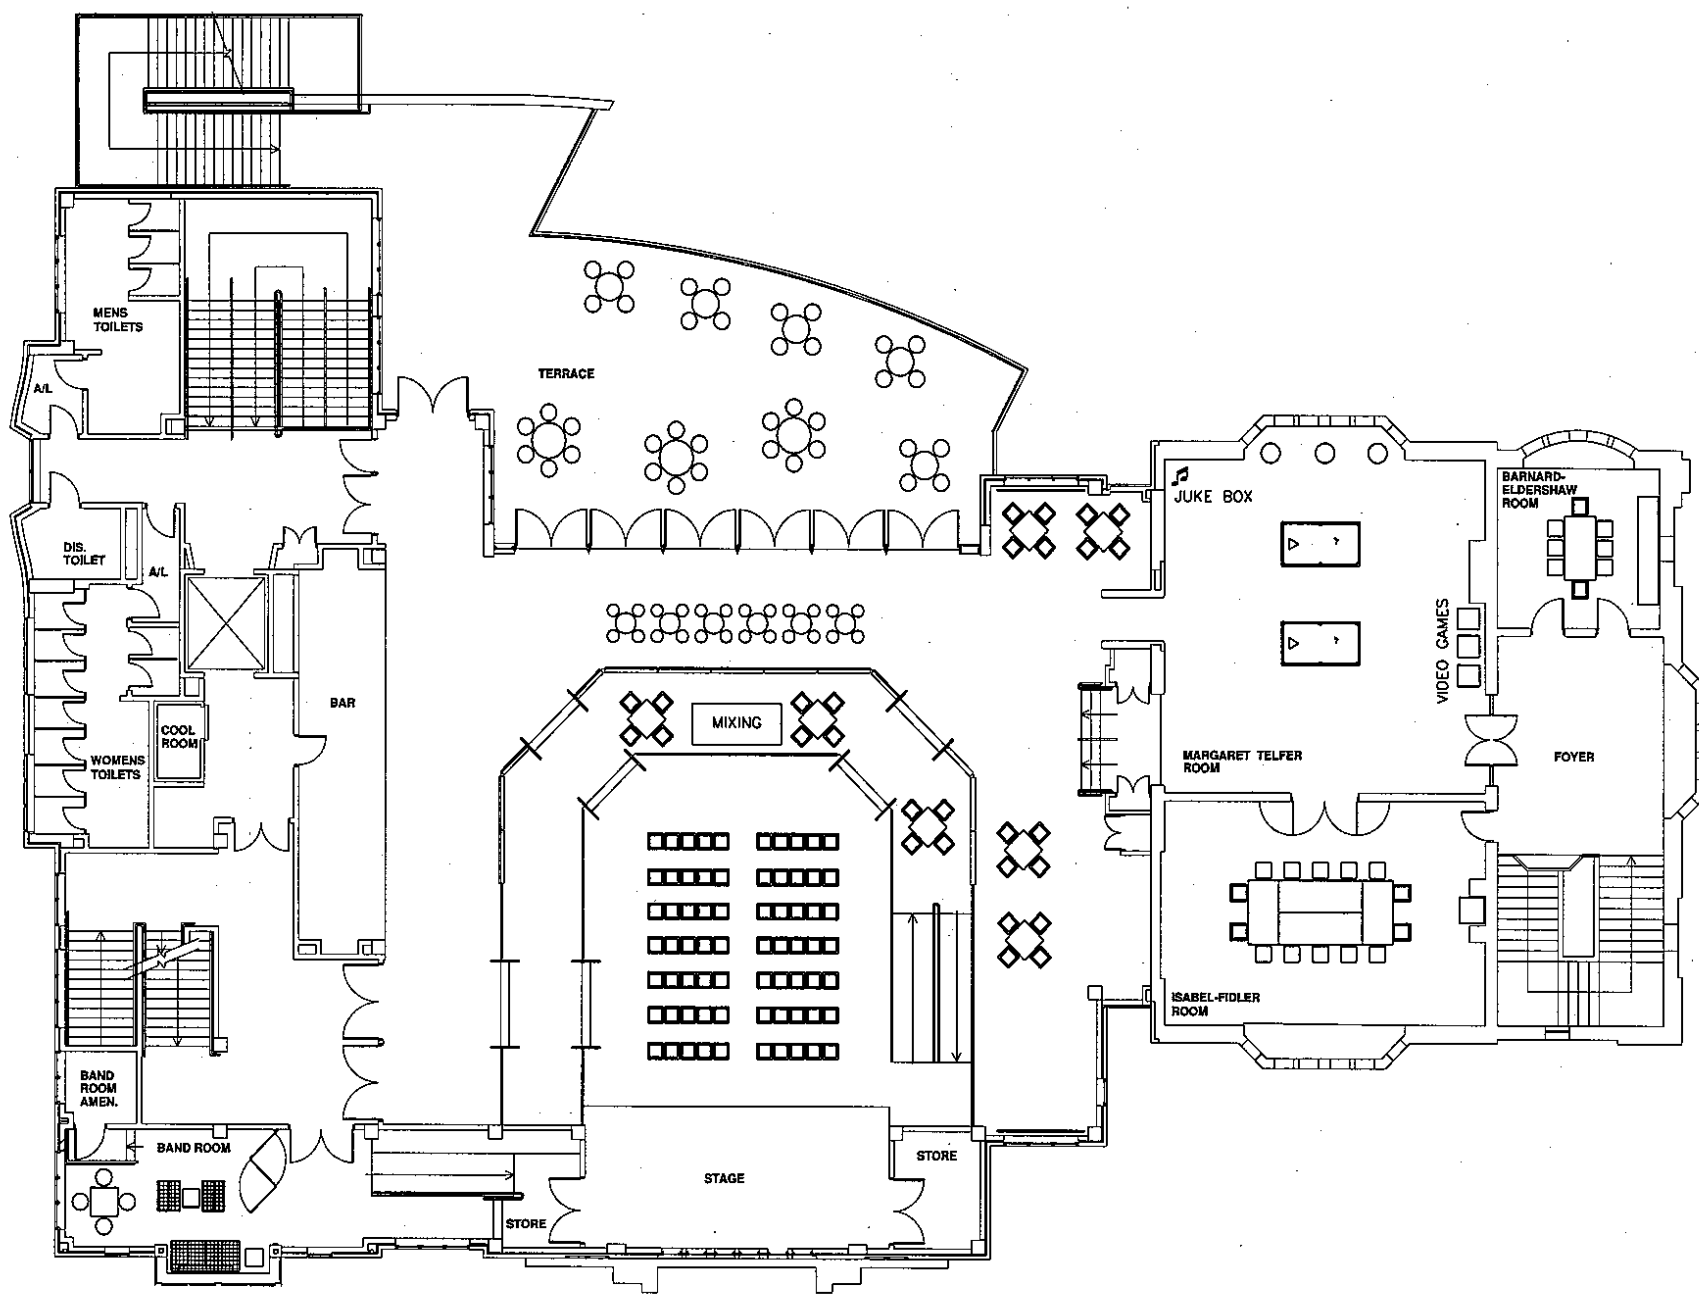 MENS
TOILETS
A/L
TERRACE
JUKE BOX
BARNARD-
ELDERSHAW
ROOM
DIS.
TOILET
A/L
VIDEO GAMES
BAR
MIXING
COOL
ROOM
WOMENS
TOILETS
MARGARET TELFER
ROOM
FOYER
ISABEL-FIDLER
ROOM
BAND
ROOM
AMEN.
BAND ROOM
STORE
STAGE
STORE